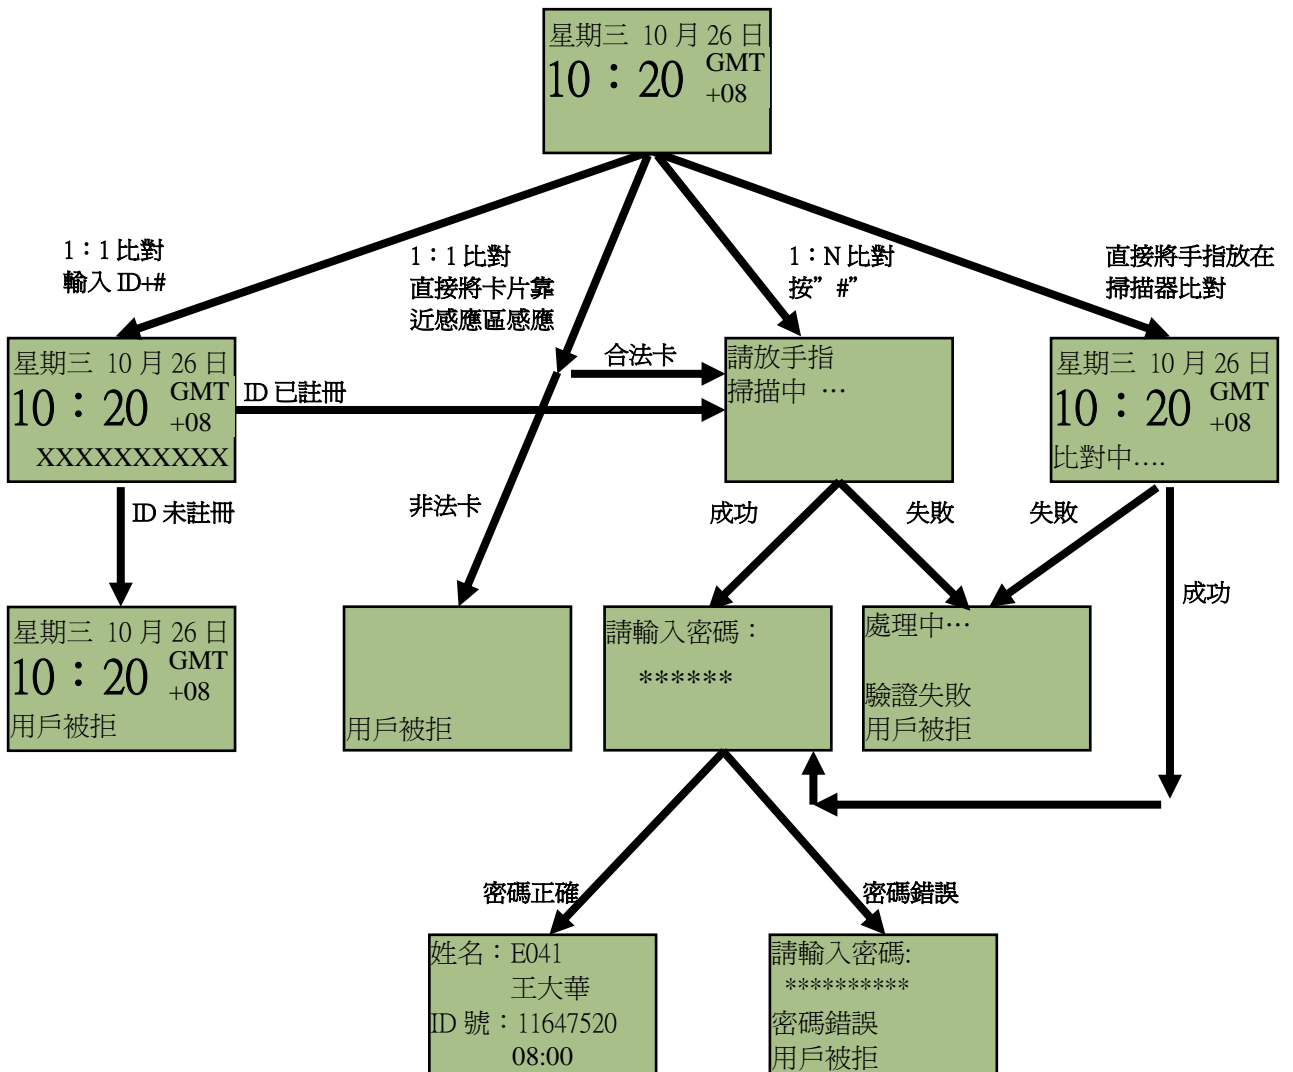 星期三 10 月 26 日
10：20 GMT
+08
1：1 比對
輸入 ID+#
1：1 比對
直接將卡片靠
近感應區感應
1：N 比對
按” #”
直接將手指放在
掃描器比對
星期三 10 月 26 日
10：20 GMT
+08
XXXXXXXXXX
ID 已註冊
合法卡
請放手指
掃描中 …
星期三 10 月 26 日
10：20 GMT
+08
比對中….
ID 未註冊
非法卡
成功
失敗
失敗
成功
星期三 10 月 26 日
10：20 GMT
+08
用戶被拒
用戶被拒
請輸入密碼：
******
處理中…
驗證失敗
用戶被拒
密碼正確
密碼錯誤
姓名：E041
王大華
ID 號：11647520
08:00
請輸入密碼:
**********
密碼錯誤
用戶被拒